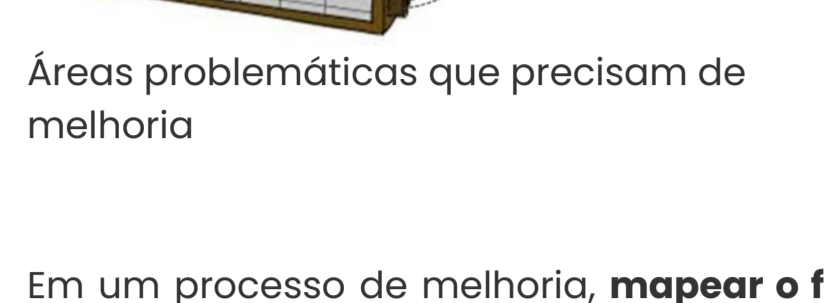 Áreas problemáticas que precisam de
melhoria
Em um processo de melhoria, mapear o